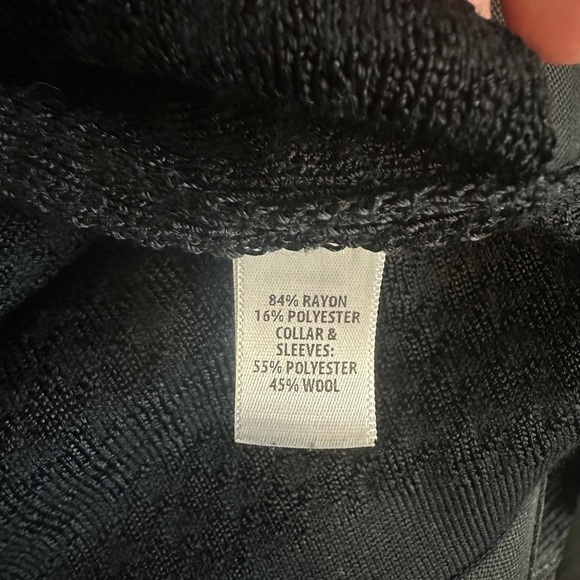 84% RAYON
16% POLYESTER
COLLAR &
SLEEVES:
55% POLYESTER
45% WOOL